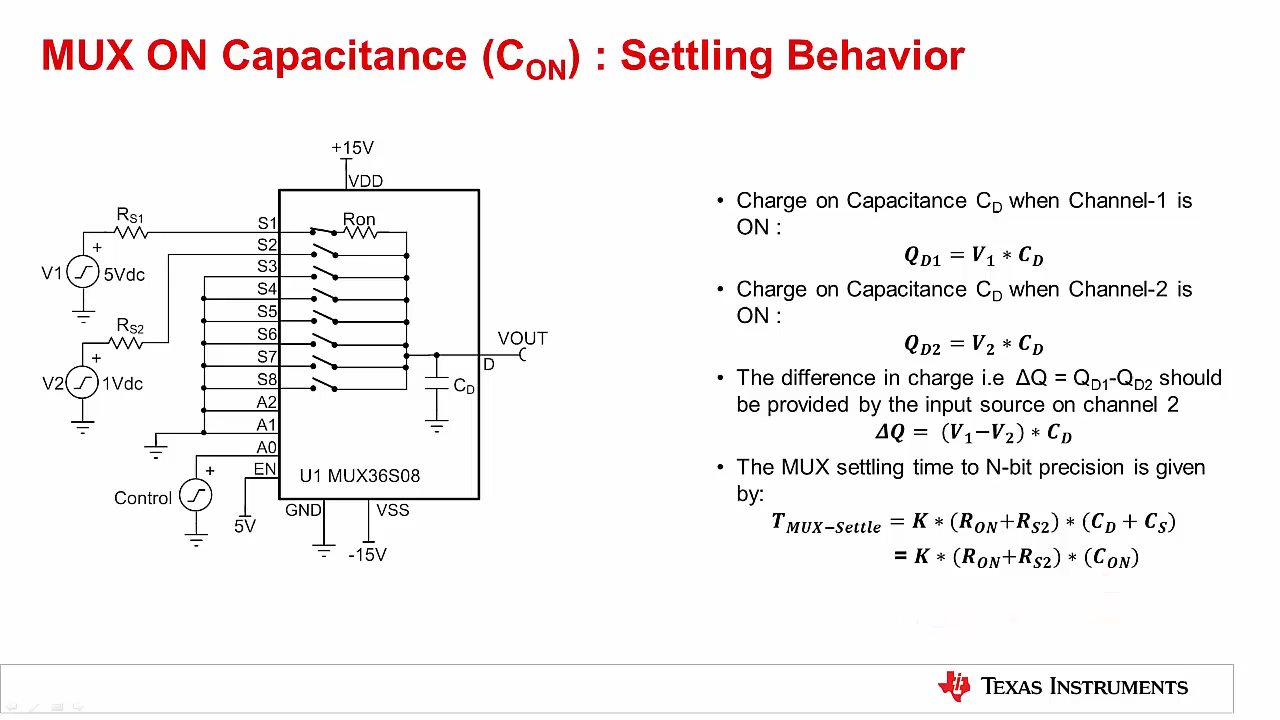 MUX ON Capacitance (CON) : Settling Behavior
+15V
VDD
RS1
S1
Ron
S2
+
V1
5Vdc
S3
S4
S5
RS2
S6
VOUT
S7
+
D
V2
1Vdc
S8
CD
A2
A1
A0
+
EN
U1 MUX36S08
Control
5V
GND
VSS
-15V
• Charge on Capacitance CD when Channel-1 is
ON :
QD1 = V1 ∗ CD
• Charge on Capacitance CD when Channel-2 is
ON :
QD2 = V2 ∗ CD
• The difference in charge i.e ΔQ = QD1-QD2 should
be provided by the input source on channel 2
ΔQ = (V1−V2) ∗ CD
• The MUX settling time to N-bit precision is given
by:
TMUX−Settle = K ∗ (RON+RS2) ∗ (CD + CS)
= K ∗ (RON+RS2) ∗ (CON)
TEXAS INSTRUMENTS